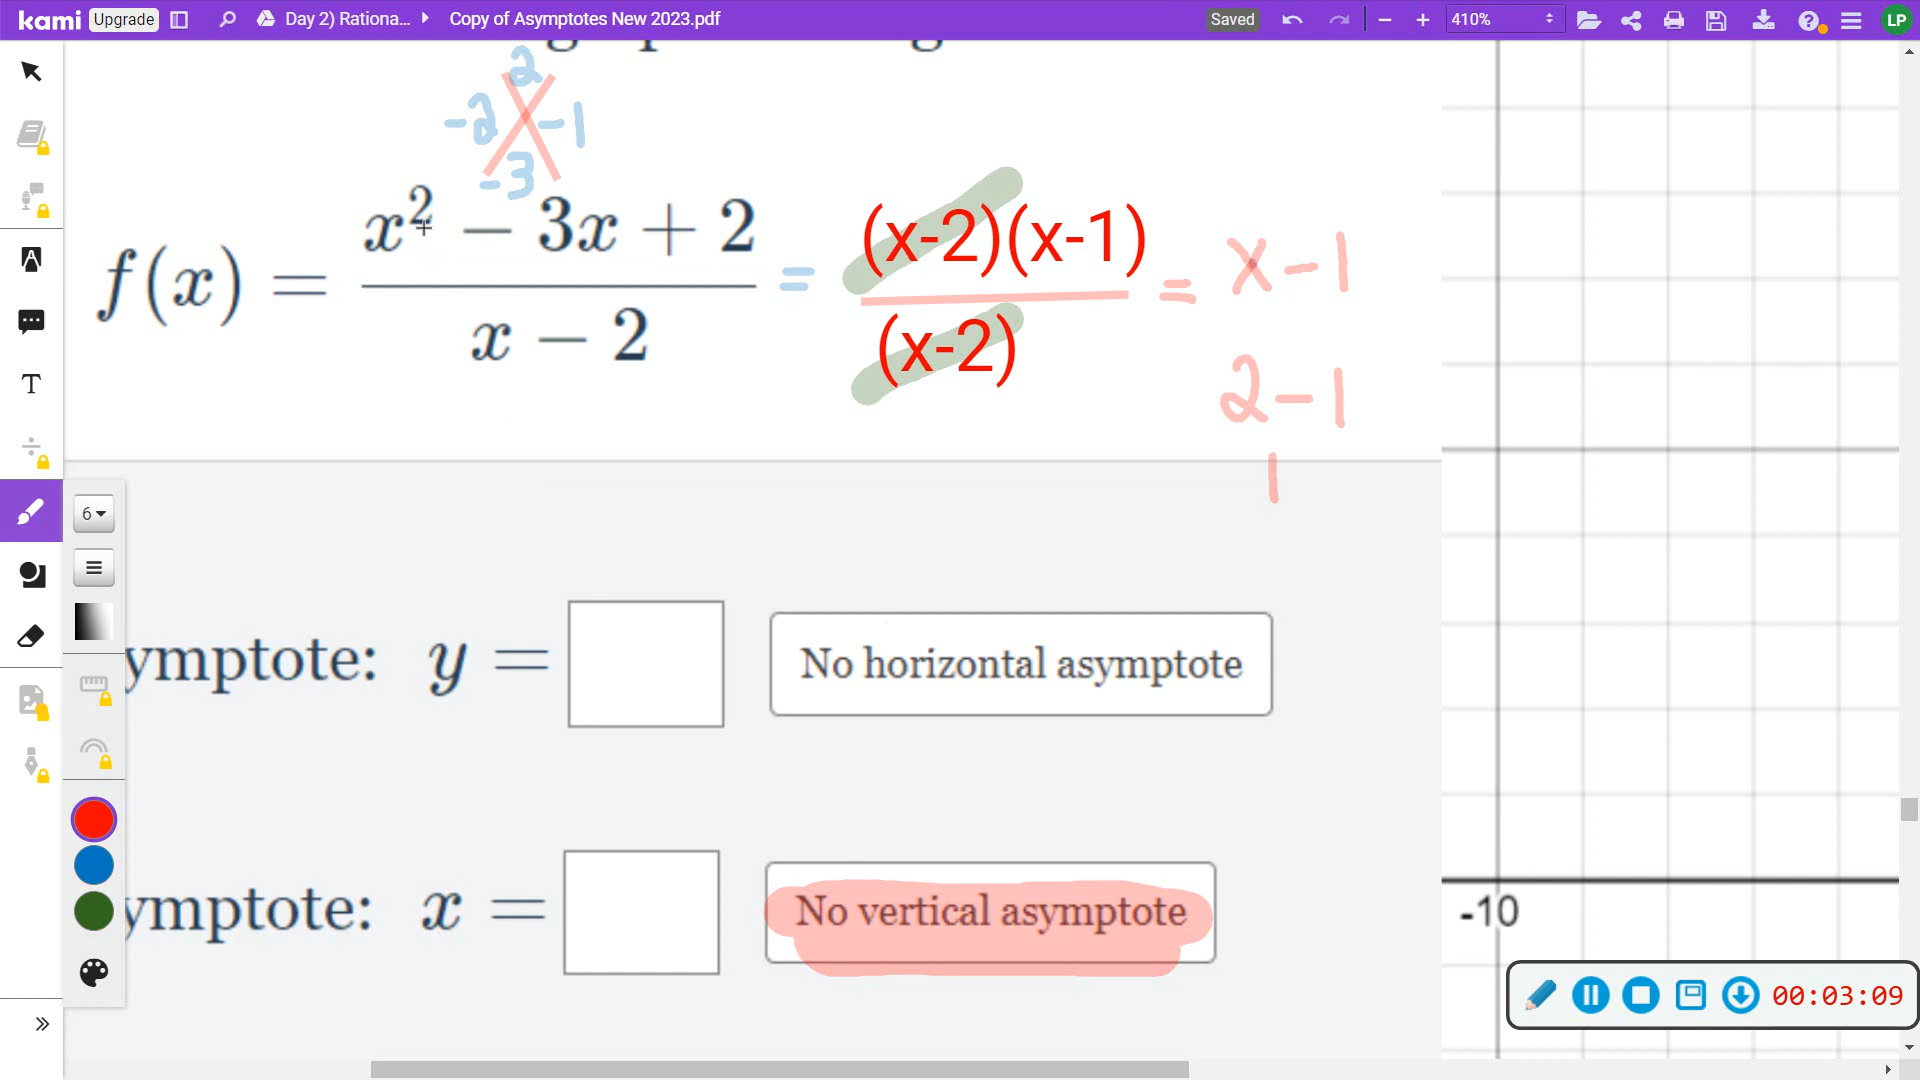 kami Upgrade Day 2) Rationa... Copy of Asymptotes New 2023.pdf Saved 410% LP
2
-2 -1
-3
f(x) = x² − 3x + 2 / x − 2 = (x-2)(x-1) / (x-2) = x-1
2-1
1
6
ymptote: y = No horizontal asymptote
ymptote: x = No vertical asymptote
-10
T
00:03:09